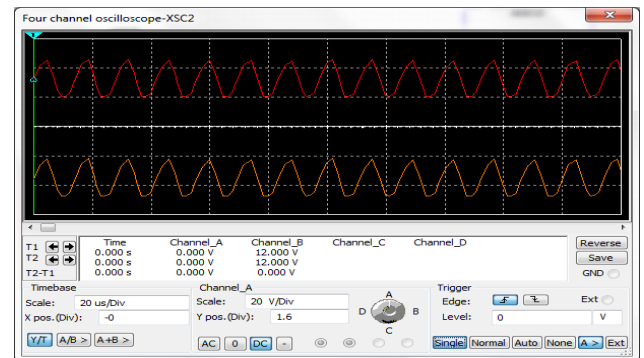 Four channel oscilloscope-XSC2
1
Time Channel_A Channel_B Channel_C Channel_D
T1 0.000 s 0.000 V 12.000 V
T2 0.000 s 0.000 V 12.000 V
T2-T1 0.000 s 0.000 V 0.000 V
Reverse
Save
GND
Timebase
Scale: 20 us/Div
X pos.(Div): -0
Y/T A/B > A+B >
Channel_A
Scale: 20 V/Div
Y pos.(Div): 1.6
AC 0 DC -
A
D B
C
Trigger
Edge: Ext
Level: 0 V
Single Normal Auto None A > Ext